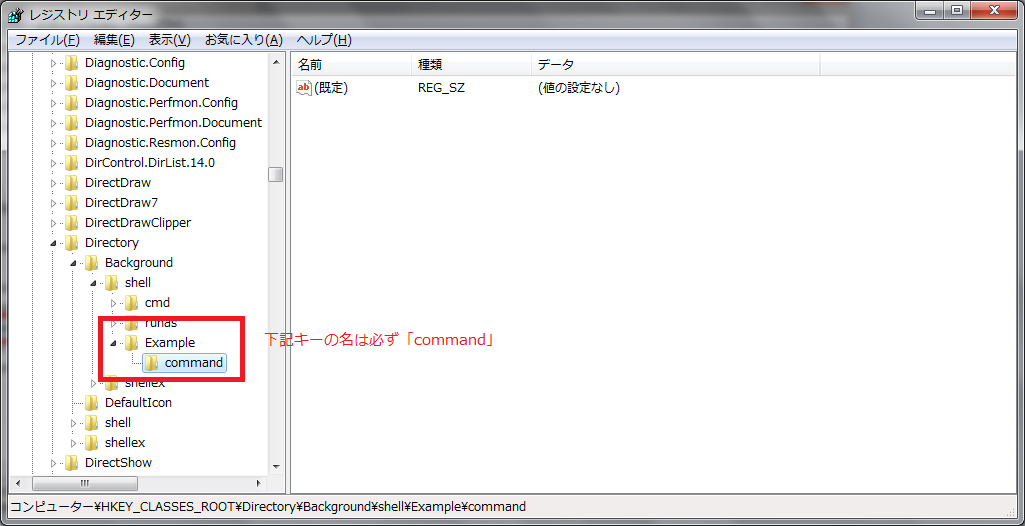 レジストリ エディター
ファイル(F) 編集(E) 表示(V) お気に入り(A) ヘルプ(H)
Diagnostic.Config
Diagnostic.Document
Diagnostic.Perfmon.Config
Diagnostic.Perfmon.Document
Diagnostic.Resmon.Config
DirControl.DirList.14.0
DirectDraw
DirectDraw7
DirectDrawClipper
Directory
Background
shell
cmd
runas
Example
command
shellex
DefaultIcon
shell
shellex
DirectShow
名前 種類 データ
ab (既定) REG_SZ (値の設定なし)
下記キーの名は必ず「command」
コンピューター¥HKEY_CLASSES_ROOT¥Directory¥Background¥shell¥Example¥command